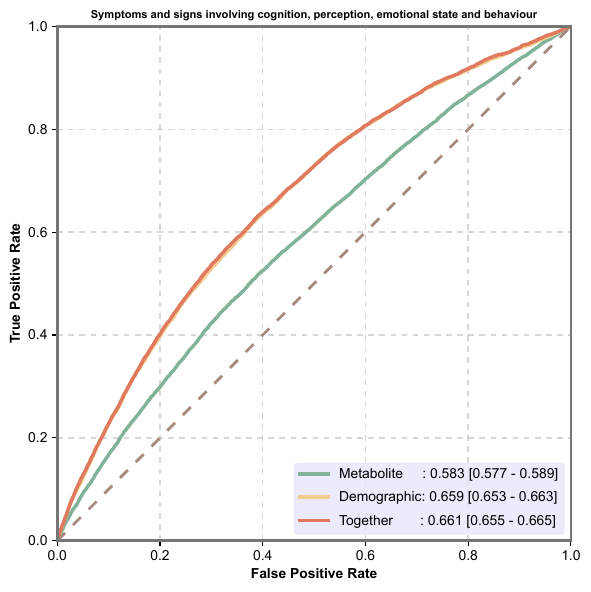 Symptoms and signs involving cognition, perception, emotional state and behaviour
1.0
0.8
0.6
0.4
0.2
0.0
True Positive Rate
Metabolite : 0.583 [0.577 - 0.589]
Demographic: 0.659 [0.653 - 0.663]
Together : 0.661 [0.655 - 0.665]
0.0 0.2 0.4 0.6 0.8 1.0
False Positive Rate